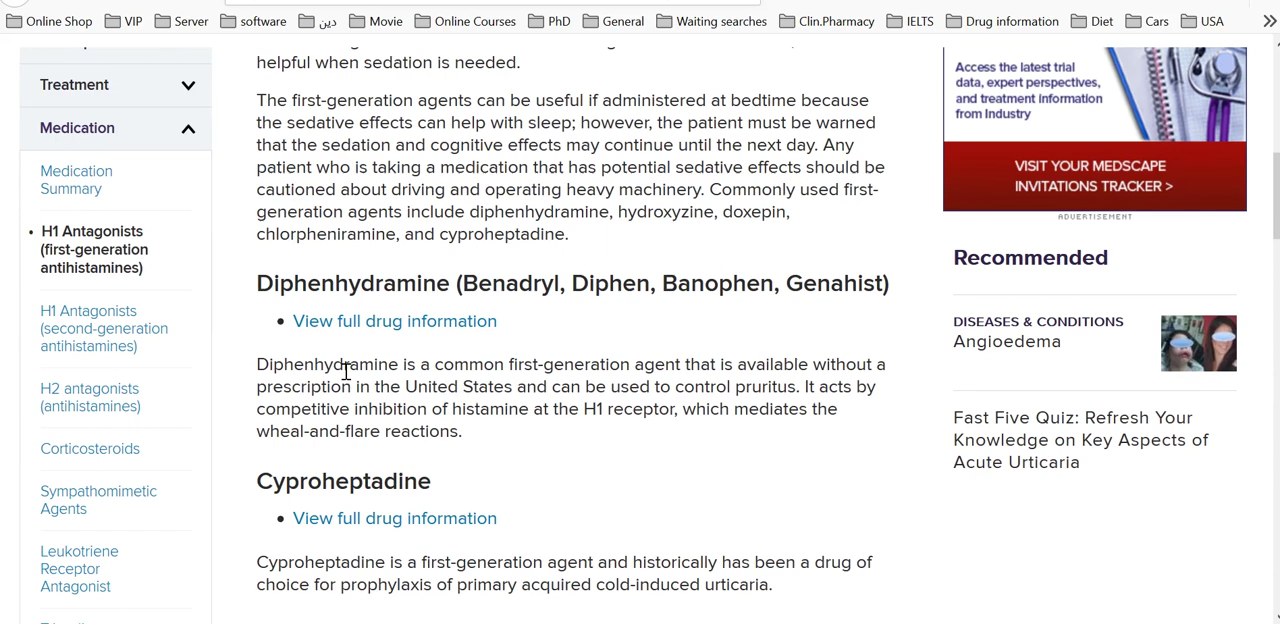 Online Shop VIP Server software دین Movie Online Courses PhD General Waiting searches Clin.Pharmacy IELTS Drug information Diet Cars USA
Treatment
Medication
Medication
Summary
H1 Antagonists
(first-generation
antihistamines)
H1 Antagonists
(second-generation
antihistamines)
H2 antagonists
(antihistamines)
Corticosteroids
Sympathomimetic
Agents
Leukotriene
Receptor
Antagonist
helpful when sedation is needed.
The first-generation agents can be useful if administered at bedtime because
the sedative effects can help with sleep; however, the patient must be warned
that the sedation and cognitive effects may continue until the next day. Any
patient who is taking a medication that has potential sedative effects should be
cautioned about driving and operating heavy machinery. Commonly used first-
generation agents include diphenhydramine, hydroxyzine, doxepin,
chlorpheniramine, and cyproheptadine.
Diphenhydramine (Benadryl, Diphen, Banophen, Genahist)
• View full drug information
Diphenhydramine is a common first-generation agent that is available without a
prescription in the United States and can be used to control pruritus. It acts by
competitive inhibition of histamine at the H1 receptor, which mediates the
wheal-and-flare reactions.
Cyproheptadine
• View full drug information
Cyproheptadine is a first-generation agent and historically has been a drug of
choice for prophylaxis of primary acquired cold-induced urticaria.
Access the latest trial
data, expert perspectives,
and treatment information
from Industry
VISIT YOUR MEDSCAPE
INVITATIONS TRACKER >
ADVERTISEMENT
Recommended
DISEASES & CONDITIONS
Angioedema
Fast Five Quiz: Refresh Your
Knowledge on Key Aspects of
Acute Urticaria